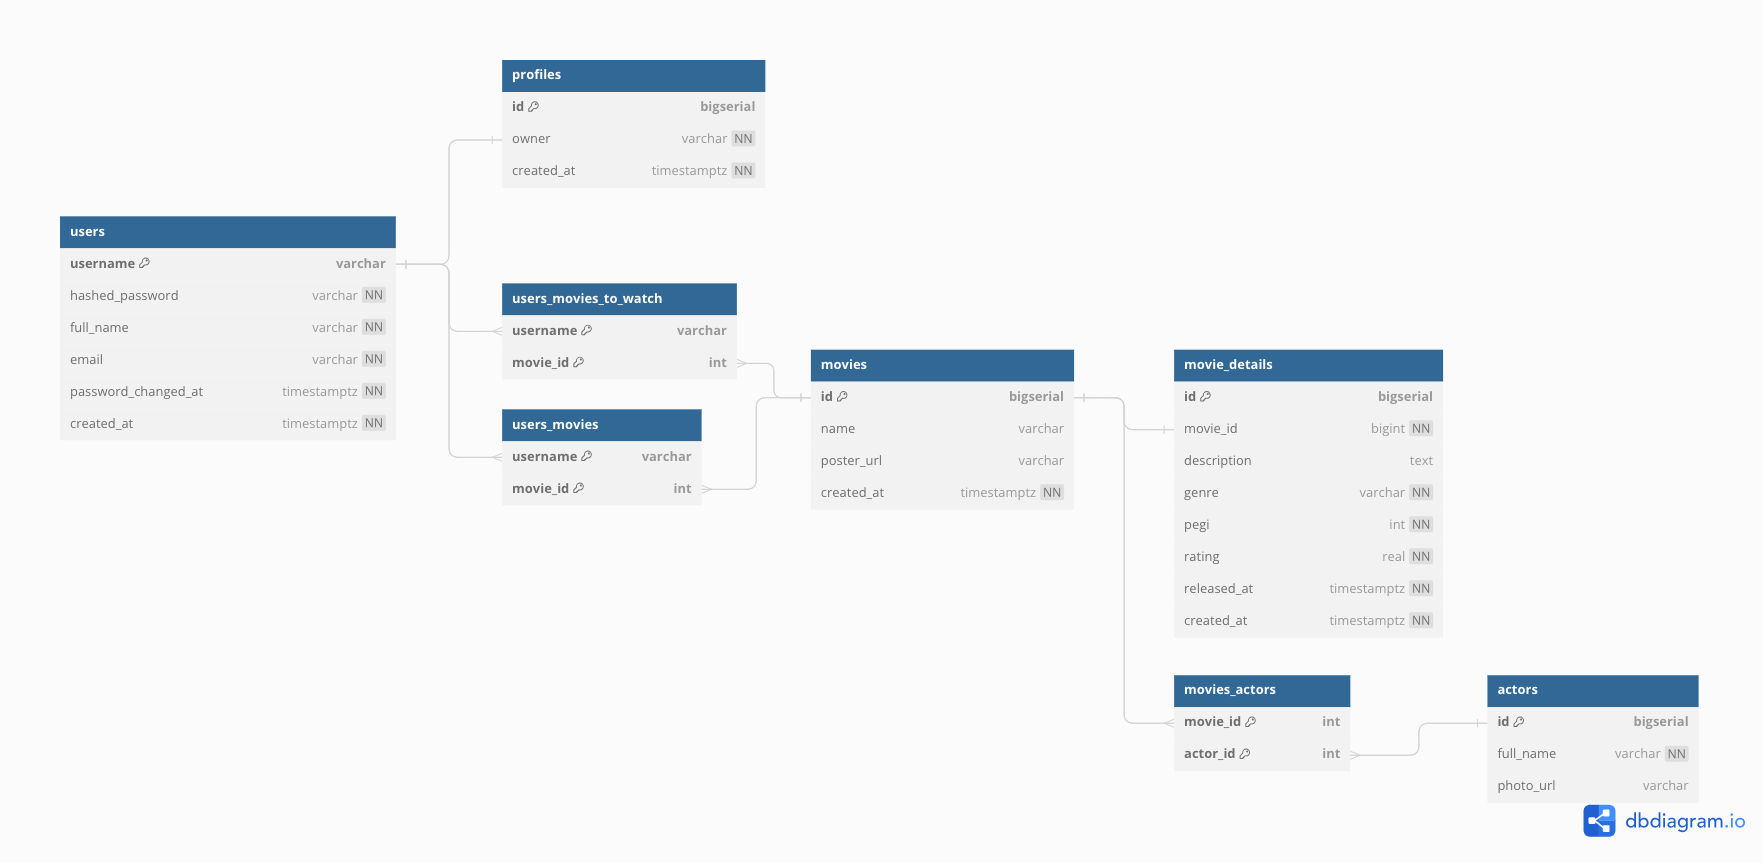 profiles
id bigserial
owner varchar NN
created_at timestamptz NN
users
username varchar
hashed_password varchar NN
full_name varchar NN
email varchar NN
password_changed_at timestamptz NN
created_at timestamptz NN
users_movies_to_watch
username varchar
movie_id int
users_movies
username varchar
movie_id int
movies
id bigserial
name varchar
poster_url varchar
created_at timestamptz NN
movie_details
id bigserial
movie_id bigint NN
description text
genre varchar NN
pegi int NN
rating real NN
released_at timestamptz NN
created_at timestamptz NN
movies_actors
movie_id int
actor_id int
actors
id bigserial
full_name varchar NN
photo_url varchar
dbdiagram.io